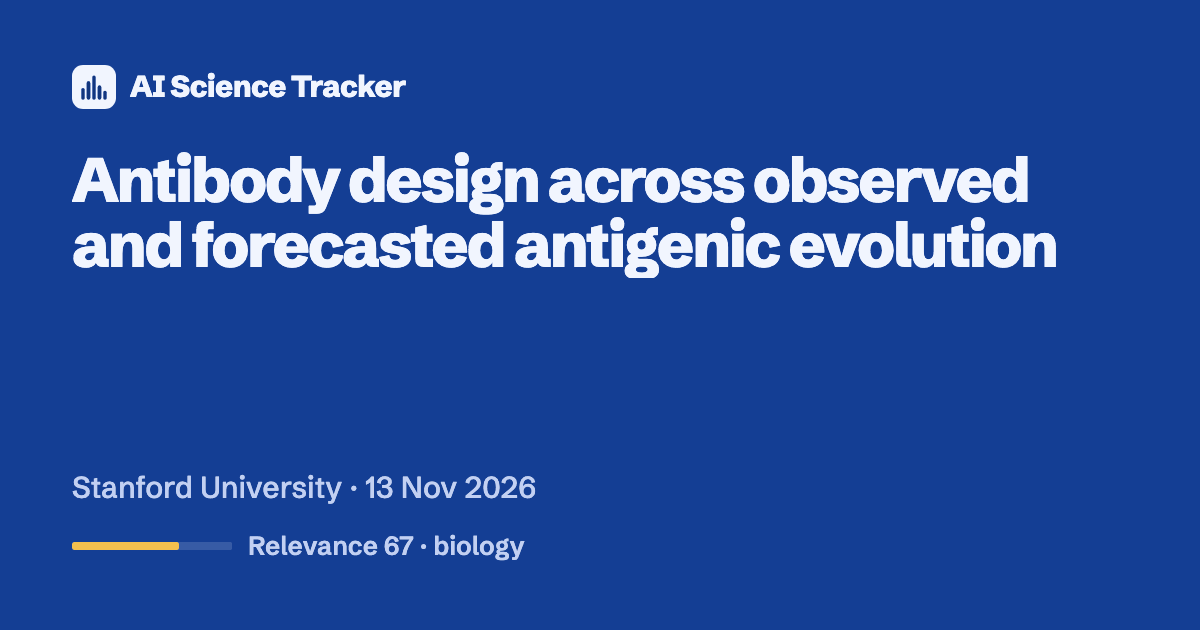 AI Science Tracker
Antibody design across observed
and forecasted antigenic evolution
Stanford University · 13 Nov 2026
Relevance 67 · biology